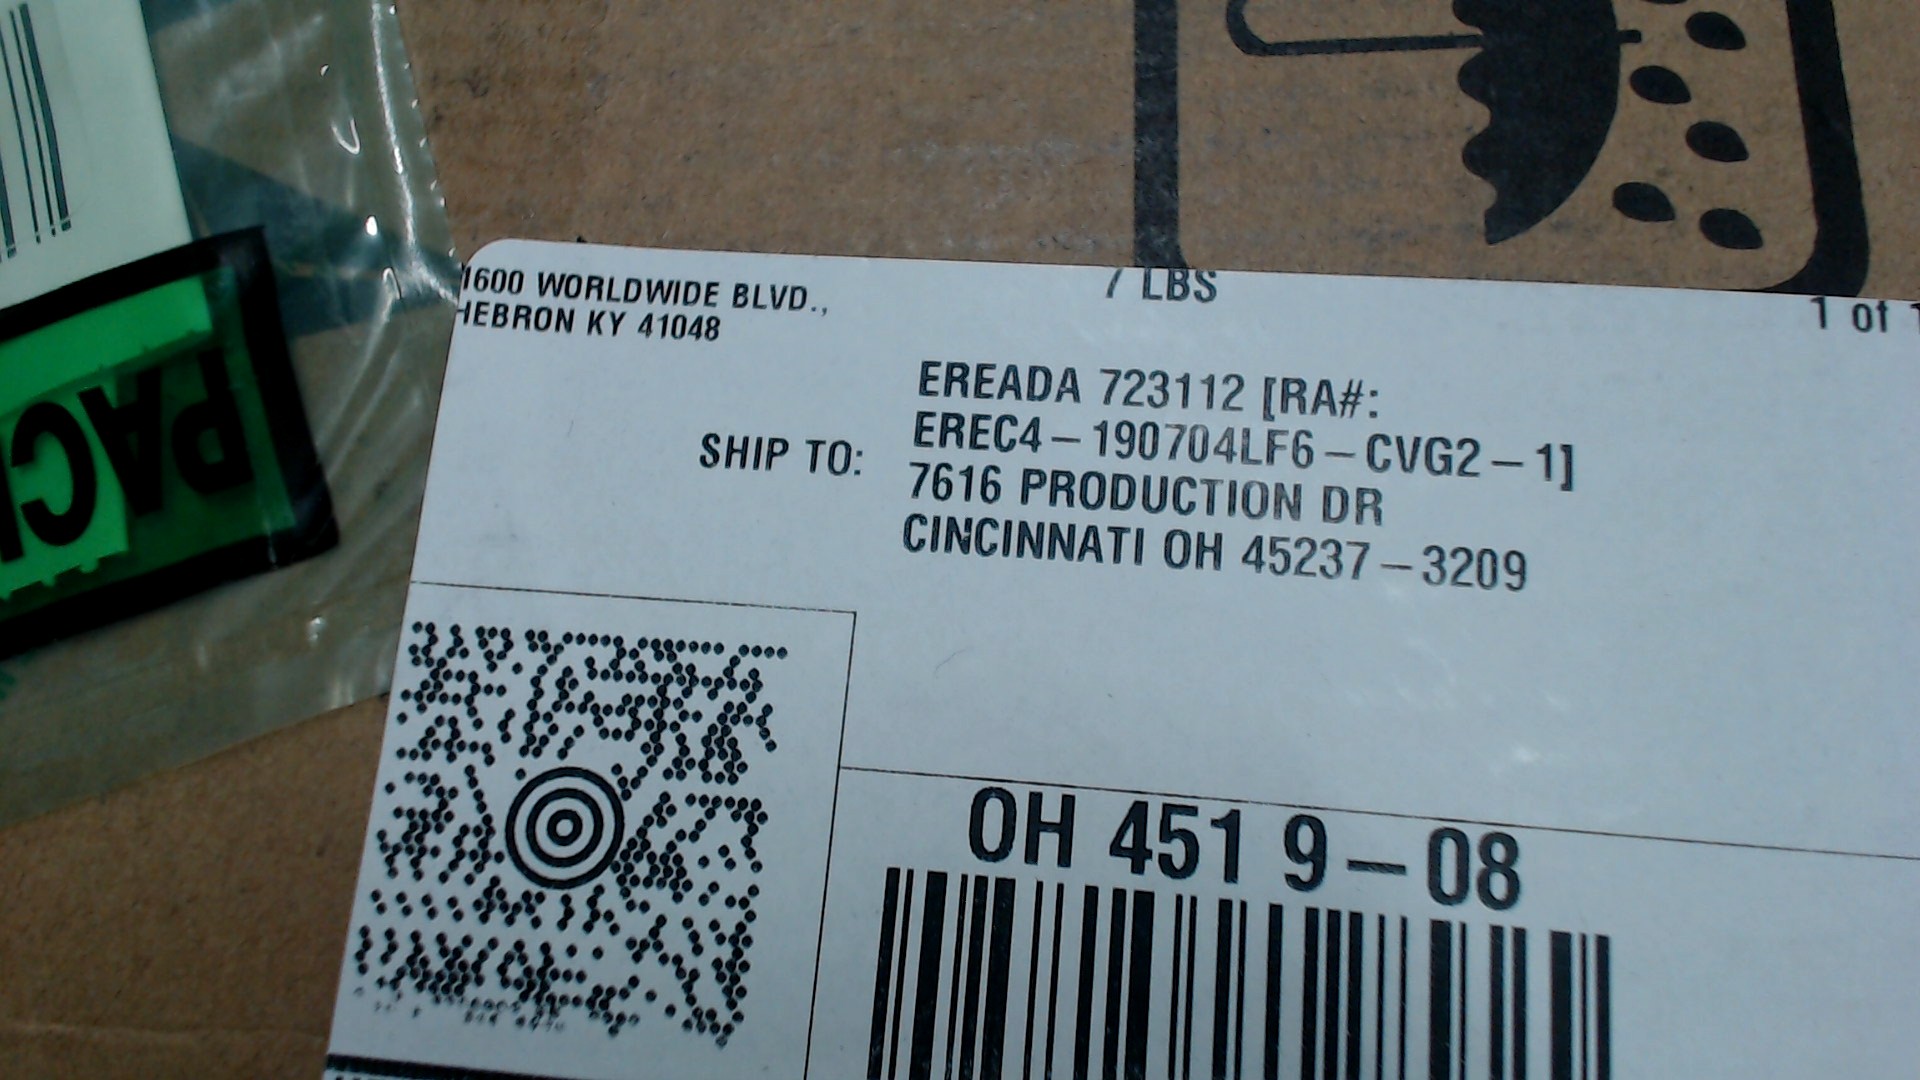 1600 WORLDWIDE BLVD.,
HEBRON KY 41048
7 LBS
1 of 1
SHIP TO:
EREADA 723112 [RA#:
EREC4-190704LF6-CVG2-1]
7616 PRODUCTION DR
CINCINNATI OH 45237-3209
OH 451 9-08
PAC